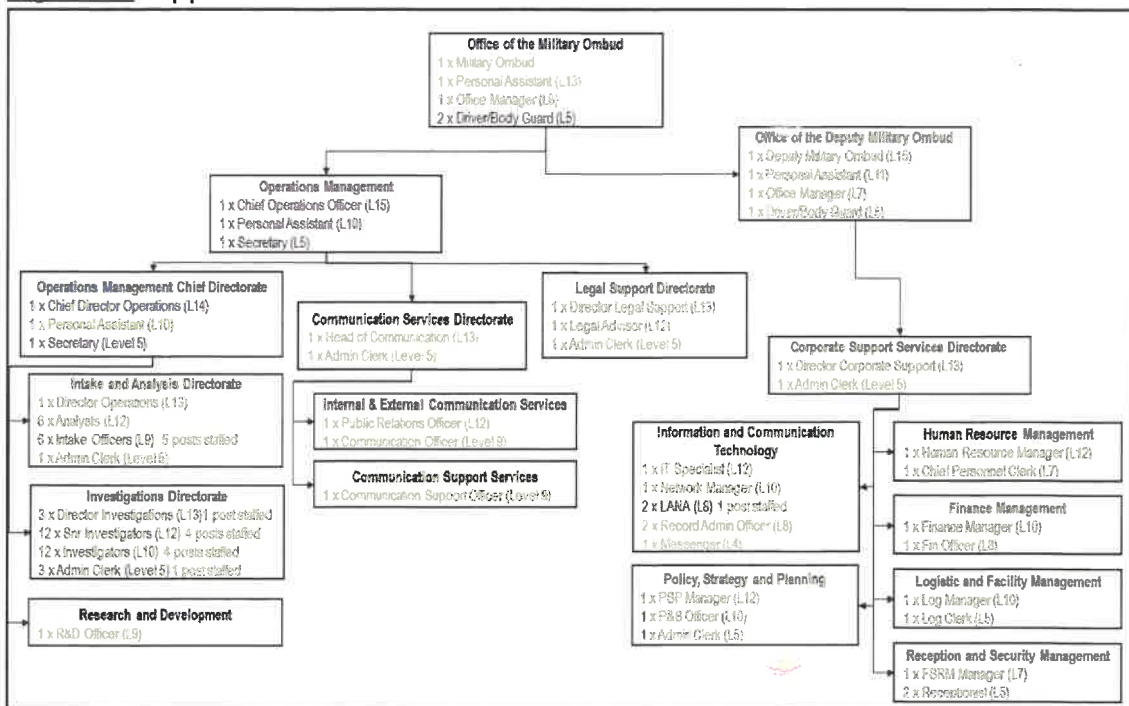 Office of the Military Ombud
1 x Military Ombud
1 x Personal Assistant (L13)
1 x Office Manager (L8)
2 x Driver/Body Guard (L5)
Office of the Deputy Military Ombud
1 x Deputy Military Ombud (L15)
1 x Personal Assistant (L11)
1 x Office Manager (L7)
1 x Driver/Body Guard (L6)
Operations Management
1 x Chief Operations Officer (L15)
1 x Personal Assistant (L10)
1 x Secretary (L5)
Operations Management Chief Directorate
1 x Chief Director Operations (L14)
1 x Personal Assistant (L10)
1 x Secretary (Level 5)
Communication Services Directorate
1 x Head of Communication (L13)
1 x Admin Clerk (Level 5)
Legal Support Directorate
1 x Director Legal Support (L13)
1 x Legal Advisor (L12)
1 x Admin Clerk (Level 5)
Corporate Support Services Directorate
1 x Director Corporate Support (L13)
1 x Admin Clerk (Level 5)
Intake and Analysis Directorate
1 x Director Operations (L13)
6 x Analysis (L12)
6 x Intake Officers (L9) 5 posts staffed
1 x Admin Clerk (Level 5)
Investigations Directorate
3 x Director Investigations (L13) 1 post staffed
12 x Snr Investigators (L12) 4 posts staffed
12 x Investigators (L10) 4 posts staffed
3 x Admin Clerk (Level 5) 1 post staffed
Research and Development
1 x R&D Officer (L9)
Internal & External Communication Services
1 x Public Relations Officer (L12)
1 x Communication Officer (Level 9)
Communication Support Services
1 x Communication Support Officer (Level 9)
Information and Communication
Technology
1 x IT Specialist (L12)
1 x Network Manager (L10)
2 x LANA (L8) 1 post staffed
2 x Record Admin Officer (L8)
1 x Messenger (L4)
Policy, Strategy and Planning
1 x PSP Manager (L12)
1 x P&B Officer (L10)
1 x Admin Clerk (L5)
Human Resource Management
1 x Human Resource Manager (L12)
1 x Chief Personnel Clerk (L7)
Finance Management
1 x Finance Manager (L10)
1 x Fin Officer (L8)
Logistic and Facility Management
1 x Log Manager (L10)
1 x Log Clerk (L5)
Reception and Security Management
1 x FSRM Manager (L7)
2 x Receptionist (L5)